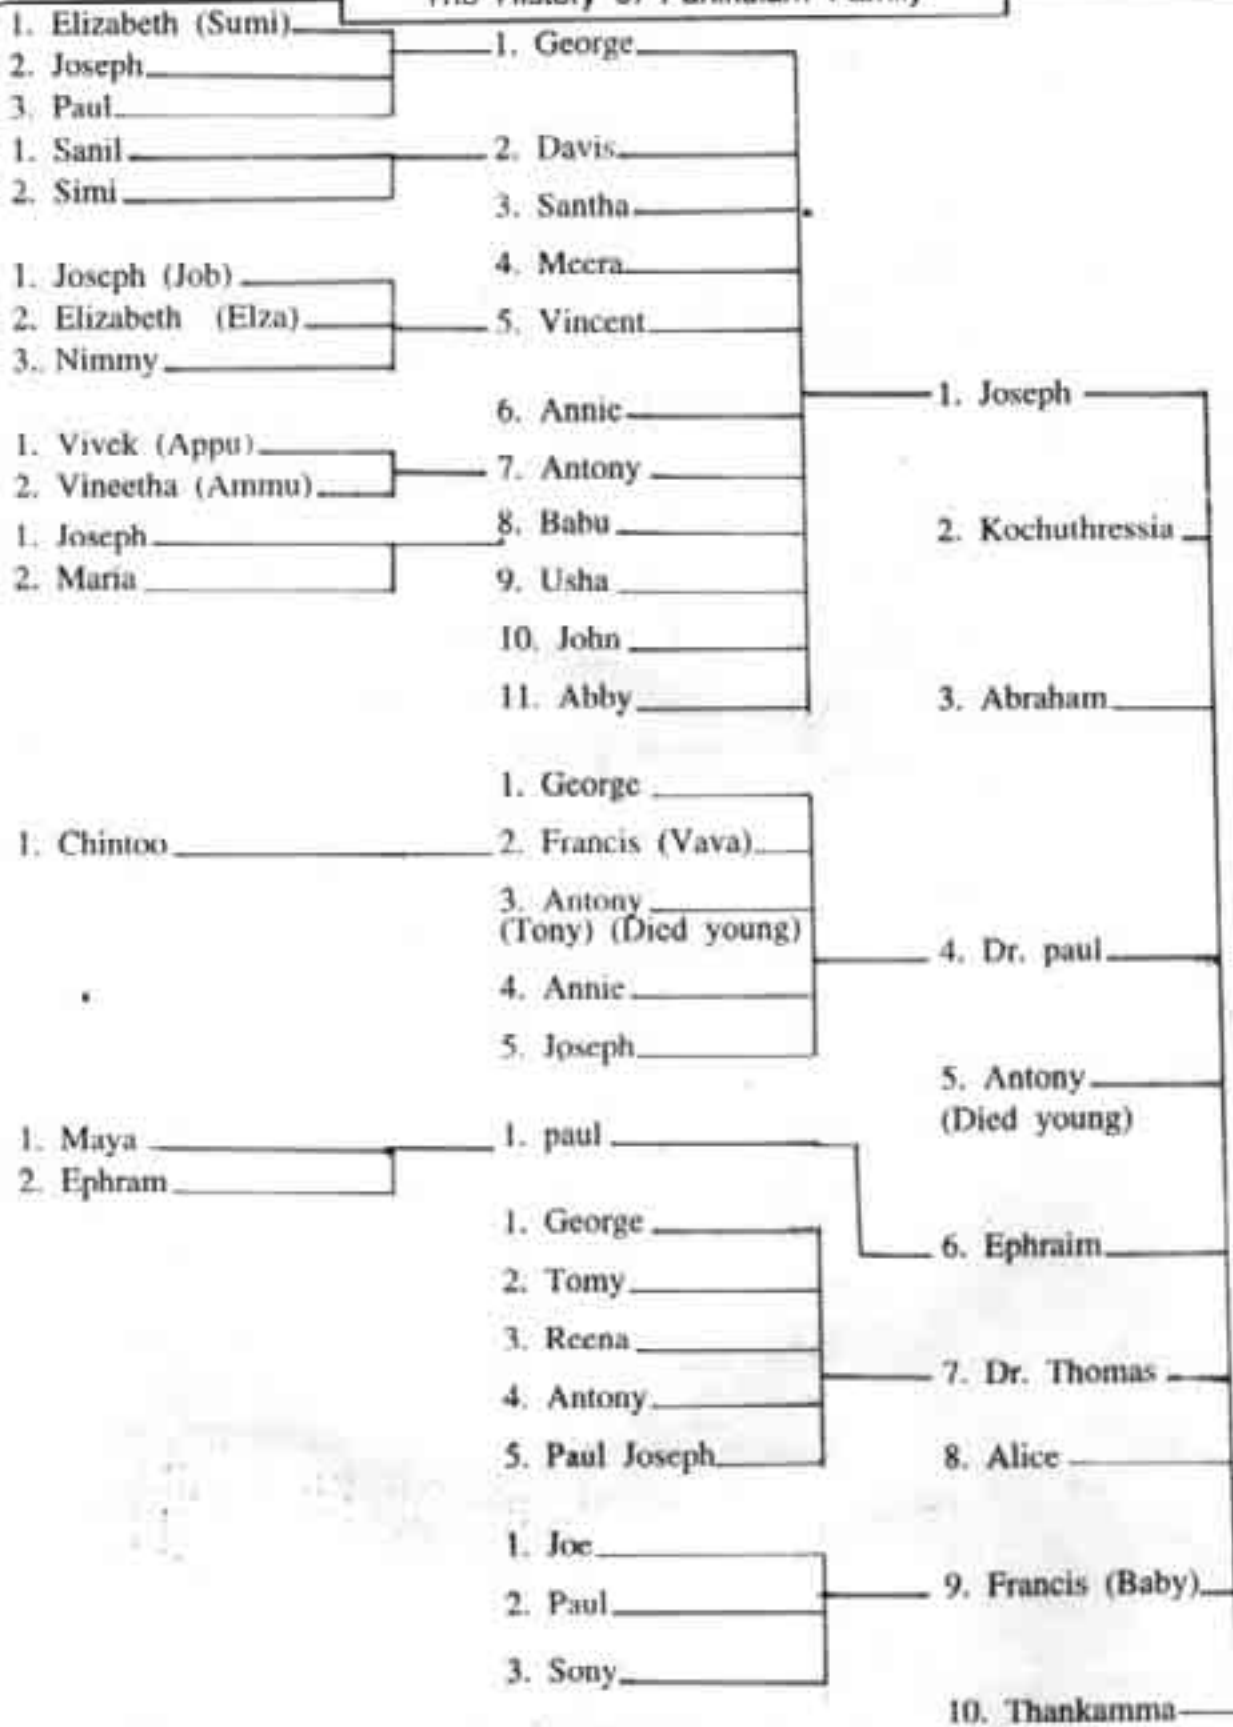 The History of Family
1. Elizabeth (Sumi)
2. Joseph
3. Paul
1. Sanil
2. Simi
1. Joseph (Job)
2. Elizabeth (Elza)
3. Nimmy
1. Vivek (Appu)
2. Vineetha (Ammu)
1. Joseph
2. Maria
1. Chintoo
1. Maya
2. Ephram
1. George
2. Davis
3. Santha
4. Meera
5. Vincent
6. Annie
7. Antony
8. Babu
9. Usha
10. John
11. Abby
1. George
2. Francis (Vava)
3. Antony
(Tony) (Died young)
4. Annie
5. Joseph
1. paul
1. George
2. Tomy
3. Reena
4. Antony
5. Paul Joseph
1. Joe
2. Paul
3. Sony
1. Joseph
2. Kochuthressia
3. Abraham
4. Dr. paul
5. Antony
(Died young)
6. Ephraim
7. Dr. Thomas
8. Alice
9. Francis (Baby)
10. Thankamma